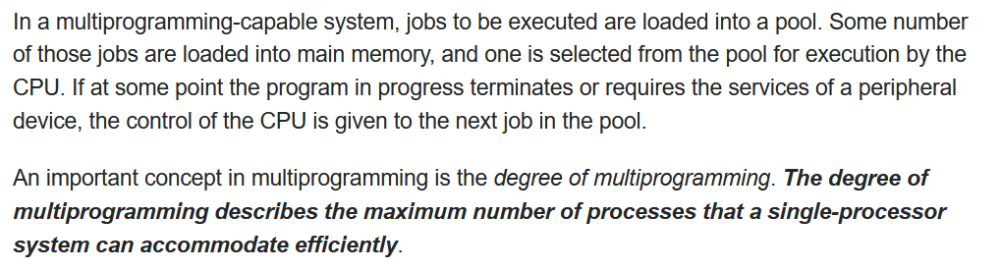 In a multiprogramming-capable system, jobs to be executed are loaded into a pool. Some number
of those jobs are loaded into main memory, and one is selected from the pool for execution by the
CPU. If at some point the program in progress terminates or requires the services of a peripheral
device, the control of the CPU is given to the next job in the pool.
An important concept in multiprogramming is the degree of multiprogramming. The degree of
multiprogramming describes the maximum number of processes that a single-processor
system can accommodate efficiently.